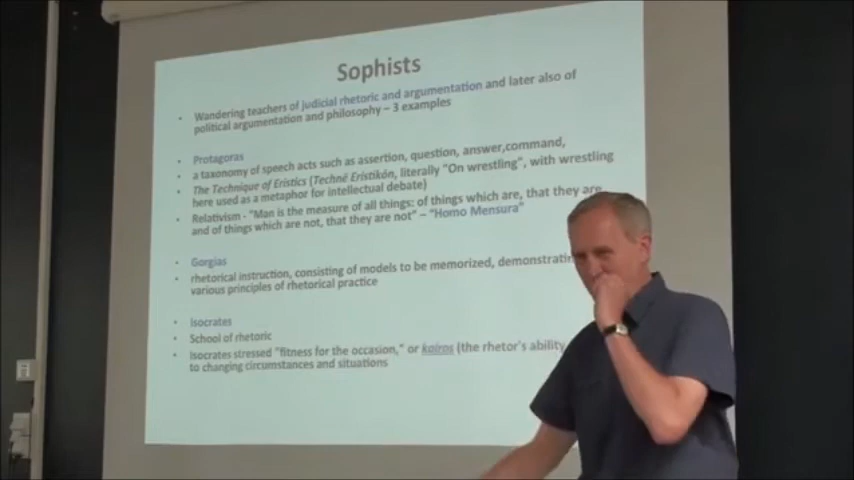 Sophists
• Wandering teachers of judicial rhetoric and argumentation and later also of
political argumentation and philosophy – 3 examples
• Protagoras
• a taxonomy of speech acts such as assertion, question, answer,command,
• The Technique of Eristics (Techné Eristikón, literally "On wrestling", with wrestling
here used as a metaphor for intellectual debate)
• Relativism - "Man is the measure of all things: of things which are, that they are
and of things which are not, that they are not" – "Homo Mensura"
• Gorgias
• rhetorical instruction, consisting of models to be memorized, demonstratin
various principles of rhetorical practice
• Isocrates
• School of rhetoric
• Isocrates stressed "fitness for the occasion," or kairos (the rhetor's ability
to changing circumstances and situations